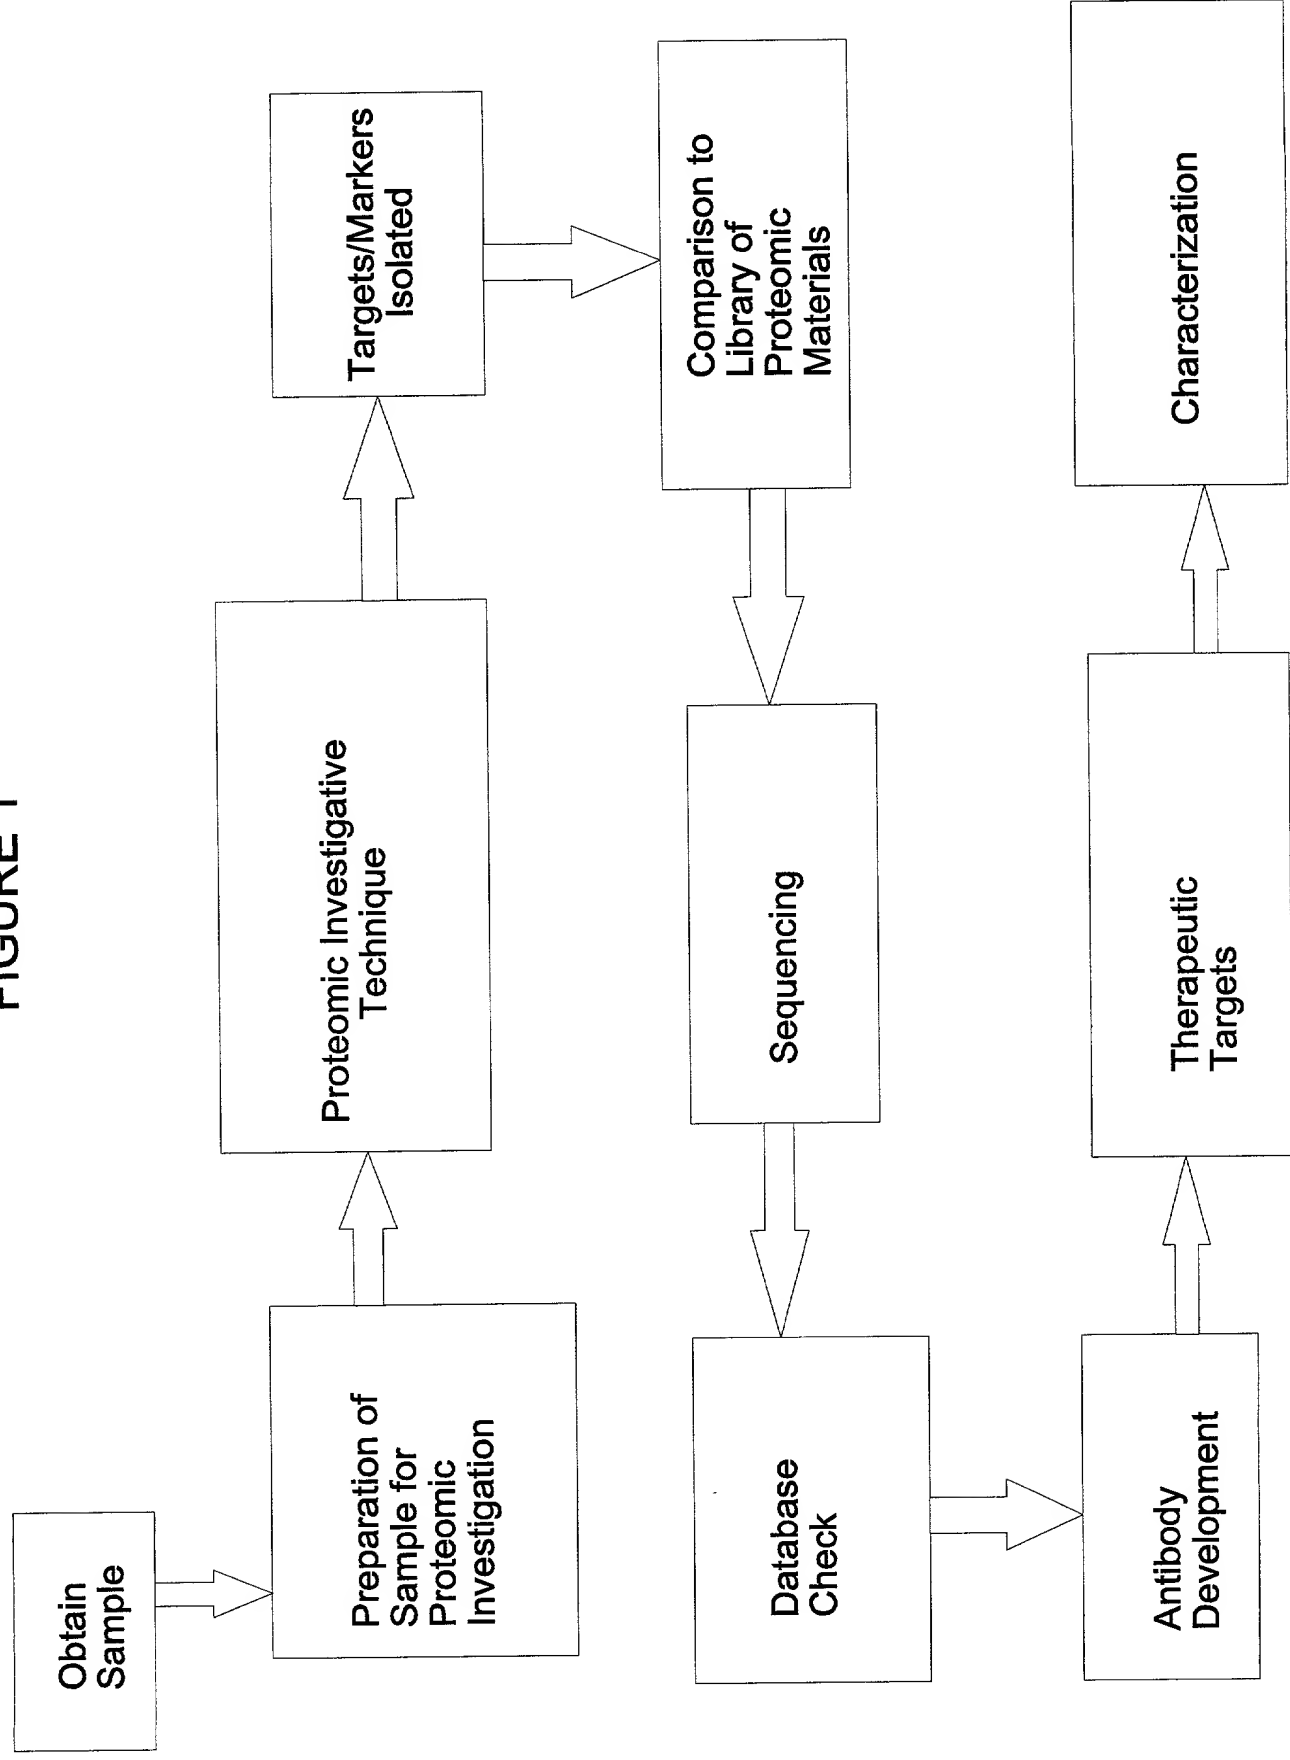 FIGURE 1
Obtain
Sample
Preparation of
Sample for
Proteomic
Investigation
Proteomic Investigative
Technique
Targets/Markers
Isolated
Comparison to
Library of
Proteomic
Materials
Sequencing
Database
Check
Antibody
Development
Therapeutic
Targets
Characterization